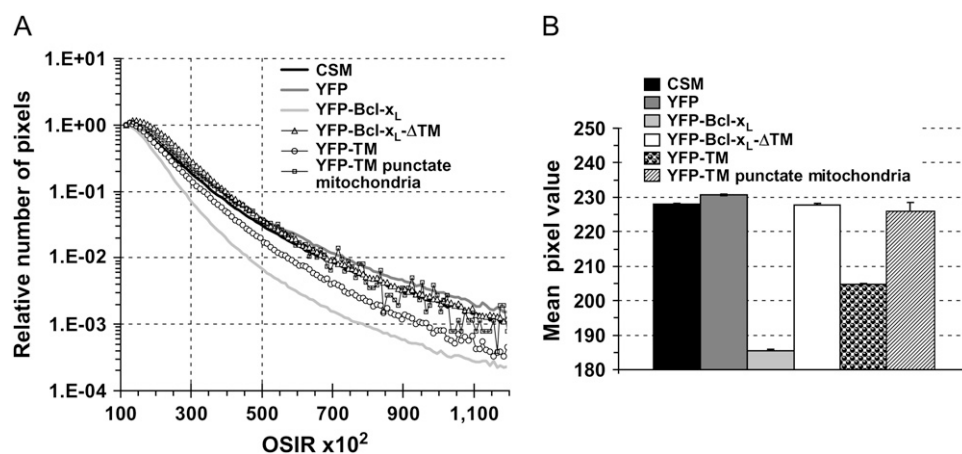 A
Relative number of pixels
1.E+01
1.E+00
1.E-01
1.E-02
1.E-03
1.E-04
CSM
YFP
YFP-Bcl-xL
YFP-Bcl-xL-ΔTM
YFP-TM
YFP-TM punctate
mitochondria
100 300 500 700 900 1,100
OSIR x10²
B
CSM
YFP
YFP-Bcl-xL
YFP-Bcl-xL-ΔTM
YFP-TM
YFP-TM punctate mitochondria
Mean pixel value
250
240
230
220
210
205
200
190
180